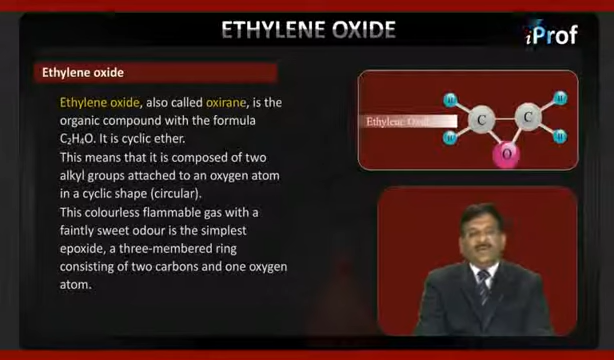 ETHYLENE OXIDE
iProf
Ethylene oxide
Ethylene oxide, also called oxirane, is the
organic compound with the formula
C₂H₄O. It is cyclic ether.
This means that it is composed of two
alkyl groups attached to an oxygen atom
in a cyclic shape (circular).
This colourless flammable gas with a
faintly sweet odour is the simplest
epoxide, a three-membered ring
consisting of two carbons and one oxygen
atom.
H H
Ethylene
C C
H H
O